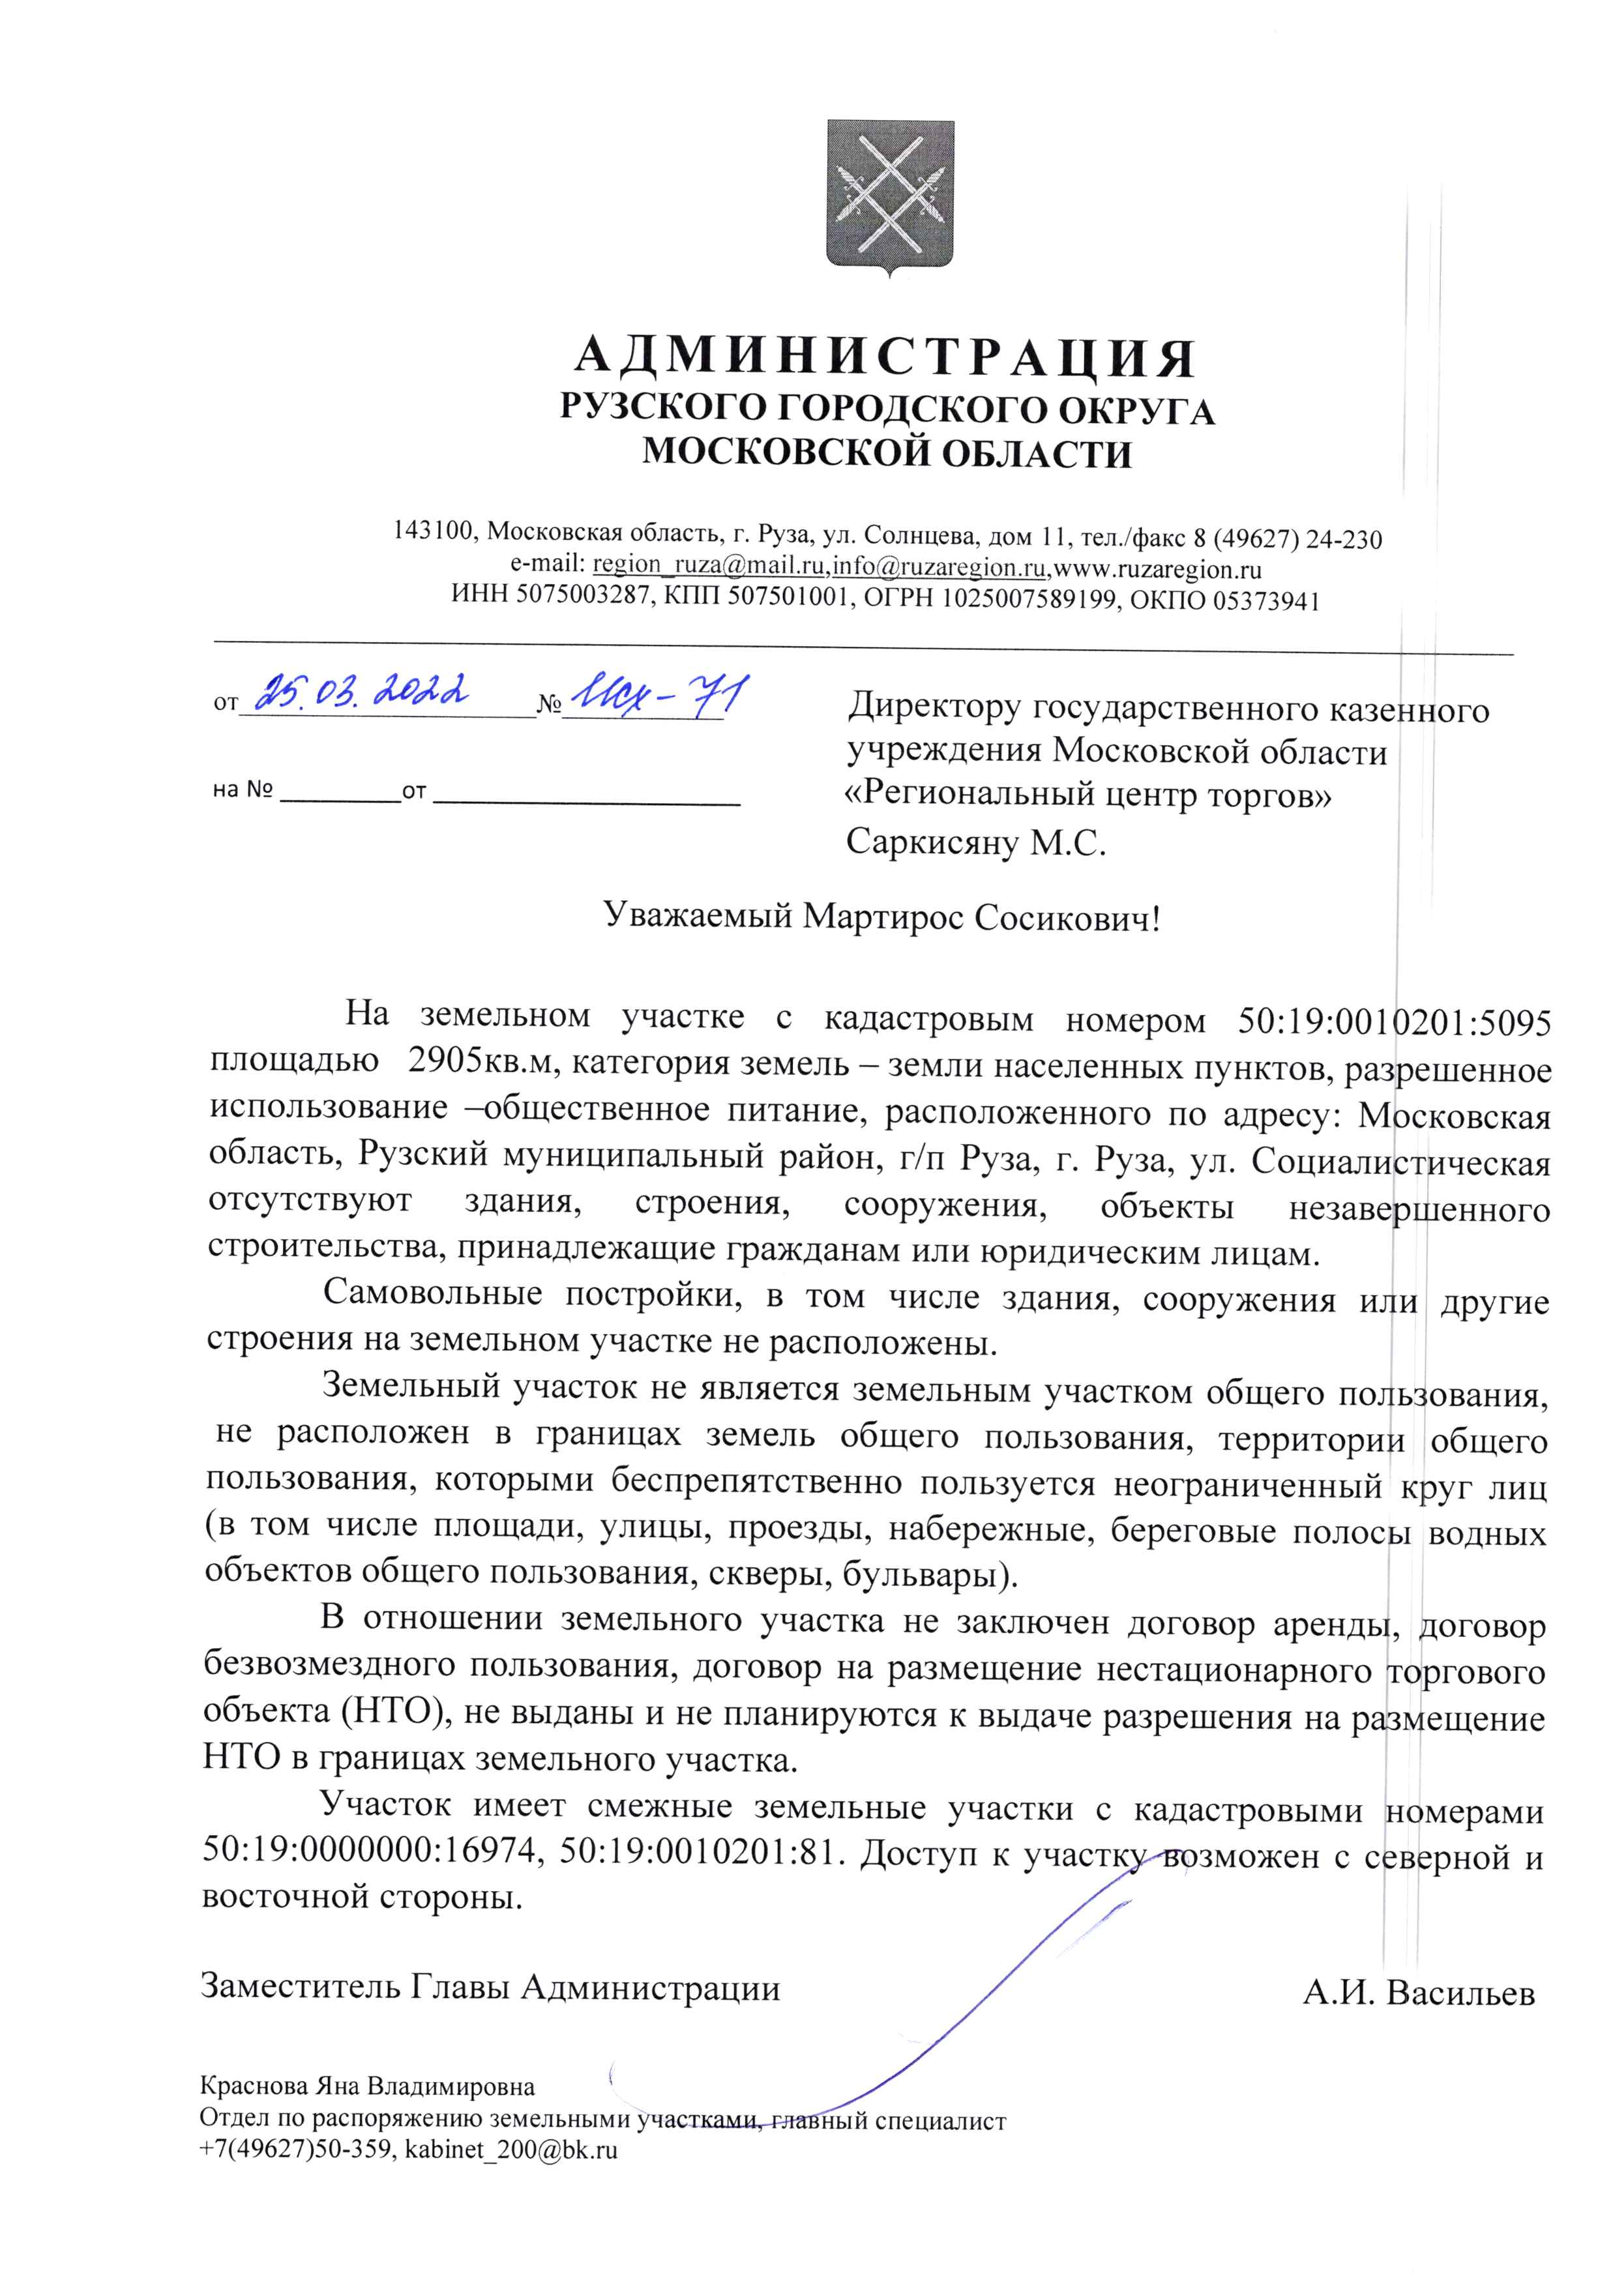 АДМИНИСТРАЦИЯ
РУЗСКОГО ГОРОДСКОГО ОКРУГА
МОСКОВСКОЙ ОБЛАСТИ
143100, Московская область, г. Руза, ул. Солнцева, дом 11, тел./факс 8 (49627) 24-230
e-mail: region_ruza@mail.ru,info@ruzaregion.ru,www.ruzaregion.ru
ИНН 5075003287, КПП 507501001, ОГРН 1025007589199, ОКПО 05373941
от 25.03.2022 № Исх-71
на № __________от ______________________
Директору государственного казенного
учреждения Московской области
«Региональный центр торгов»
Саркисяну М.С.
Уважаемый Мартирос Сосикович!
На земельном участке с кадастровым номером 50:19:0010201:5095
площадью 2905кв.м, категория земель – земли населенных пунктов, разрешенное
использование –общественное питание, расположенного по адресу: Московская
область, Рузский муниципальный район, г/п Руза, г. Руза, ул. Социалистическая
отсутствуют здания, строения, сооружения, объекты незавершенного
строительства, принадлежащие гражданам или юридическим лицам.
Самовольные постройки, в том числе здания, сооружения или другие
строения на земельном участке не расположены.
Земельный участок не является земельным участком общего пользования,
не расположен в границах земель общего пользования, территории общего
пользования, которыми беспрепятственно пользуется неограниченный круг лиц
(в том числе площади, улицы, проезды, набережные, береговые полосы водных
объектов общего пользования, скверы, бульвары).
В отношении земельного участка не заключен договор аренды, договор
безвозмездного пользования, договор на размещение нестационарного торгового
объекта (НТО), не выданы и не планируются к выдаче разрешения на размещение
НТО в границах земельного участка.
Участок имеет смежные земельные участки с кадастровыми номерами
50:19:0000000:16974, 50:19:0010201:81. Доступ к участку возможен с северной и
восточной стороны.
Заместитель Главы Администрации А.И. Васильев
Краснова Яна Владимировна
Отдел по распоряжению земельными участками, главный специалист
+7(49627)50-359, kabinet_200@bk.ru